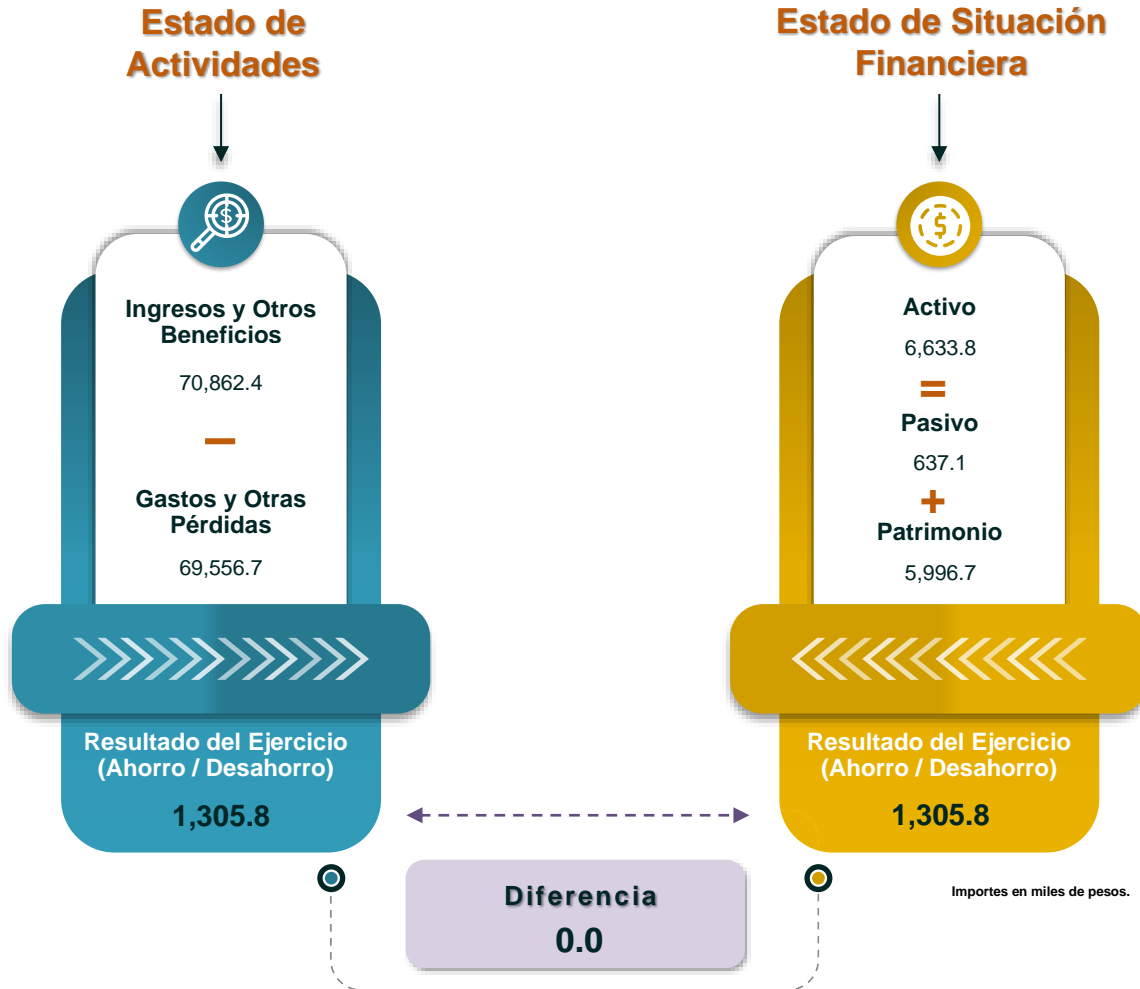 Estado de
Actividades
Ingresos y Otros
Beneficios
70,862.4
−
Gastos y Otras
Pérdidas
69,556.7
Resultado del Ejercicio
(Ahorro / Desahorro)
1,305.8
Estado de Situación
Financiera
Activo
6,633.8
=
Pasivo
637.1
+
Patrimonio
5,996.7
Resultado del Ejercicio
(Ahorro / Desahorro)
1,305.8
Diferencia
0.0
Importes en miles de pesos.